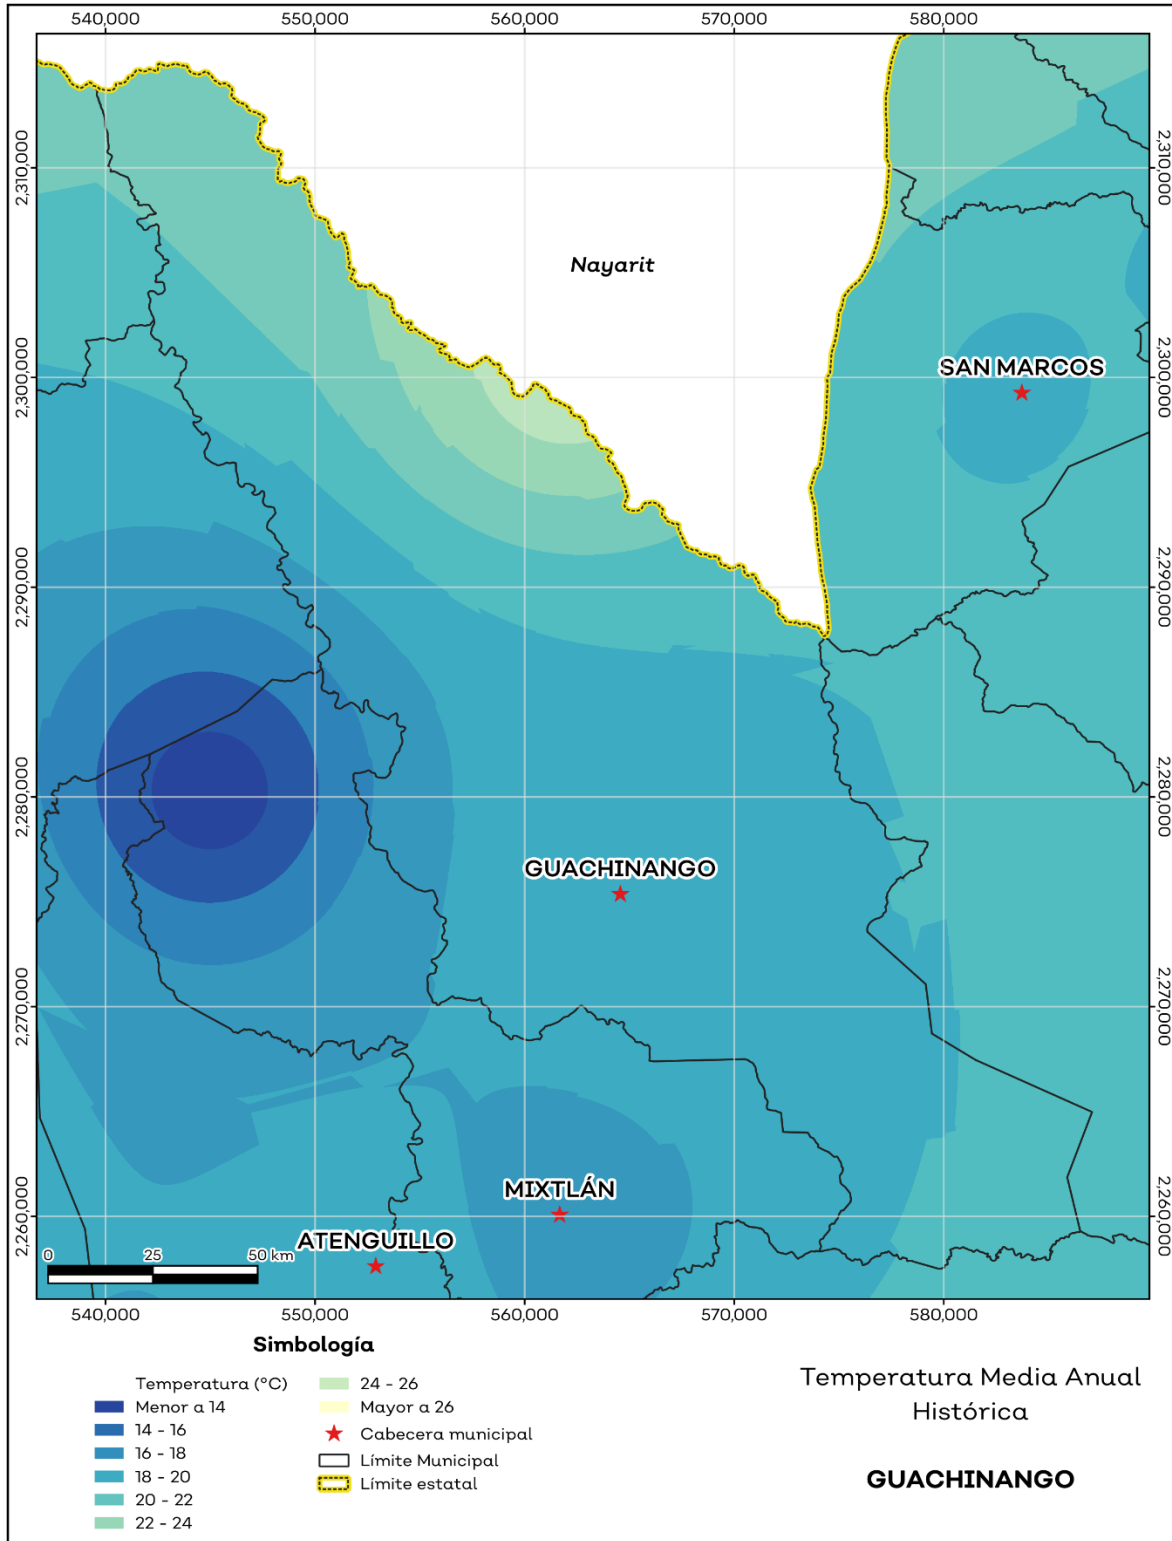 540,000 550,000 560,000 570,000 580,000
2,310,000 2,310,000
Nayarit
2,300,000 2,300,000
SAN MARCOS
2,290,000 2,290,000
2,280,000 2,280,000
GUACHINANGO
2,270,000 2,270,000
MIXTLÁN
2,260,000 2,260,000
ATENGUILLO
0 25 50 km
540,000 550,000 560,000 570,000 580,000
Simbología
Temperatura (°C)
Menor a 14
14 - 16
16 - 18
18 - 20
20 - 22
22 - 24
24 - 26
Mayor a 26
Cabecera municipal
Límite Municipal
Límite estatal
Temperatura Media Anual
Histórica
GUACHINANGO